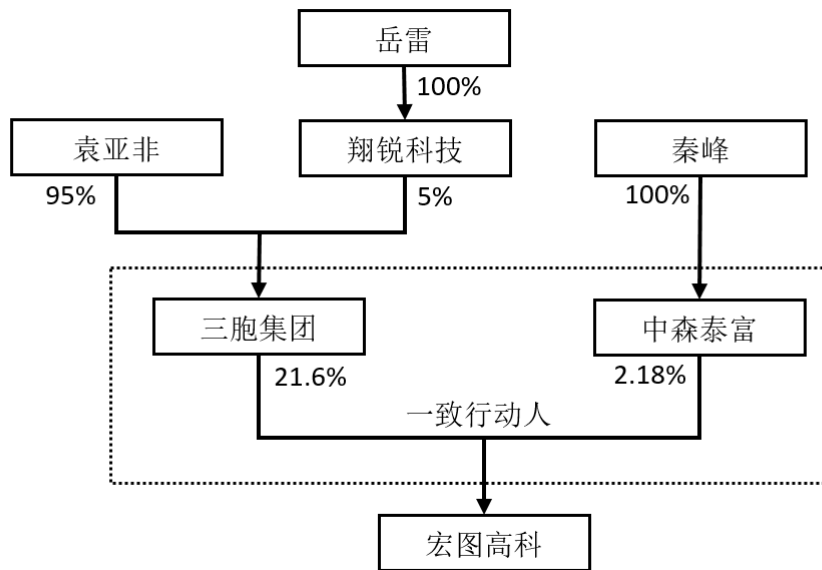 岳雷
100%
袁亚非
翔锐科技
秦峰
95%
5%
100%
三胞集团
中森泰富
21.6%
2.18%
一致行动人
宏图高科